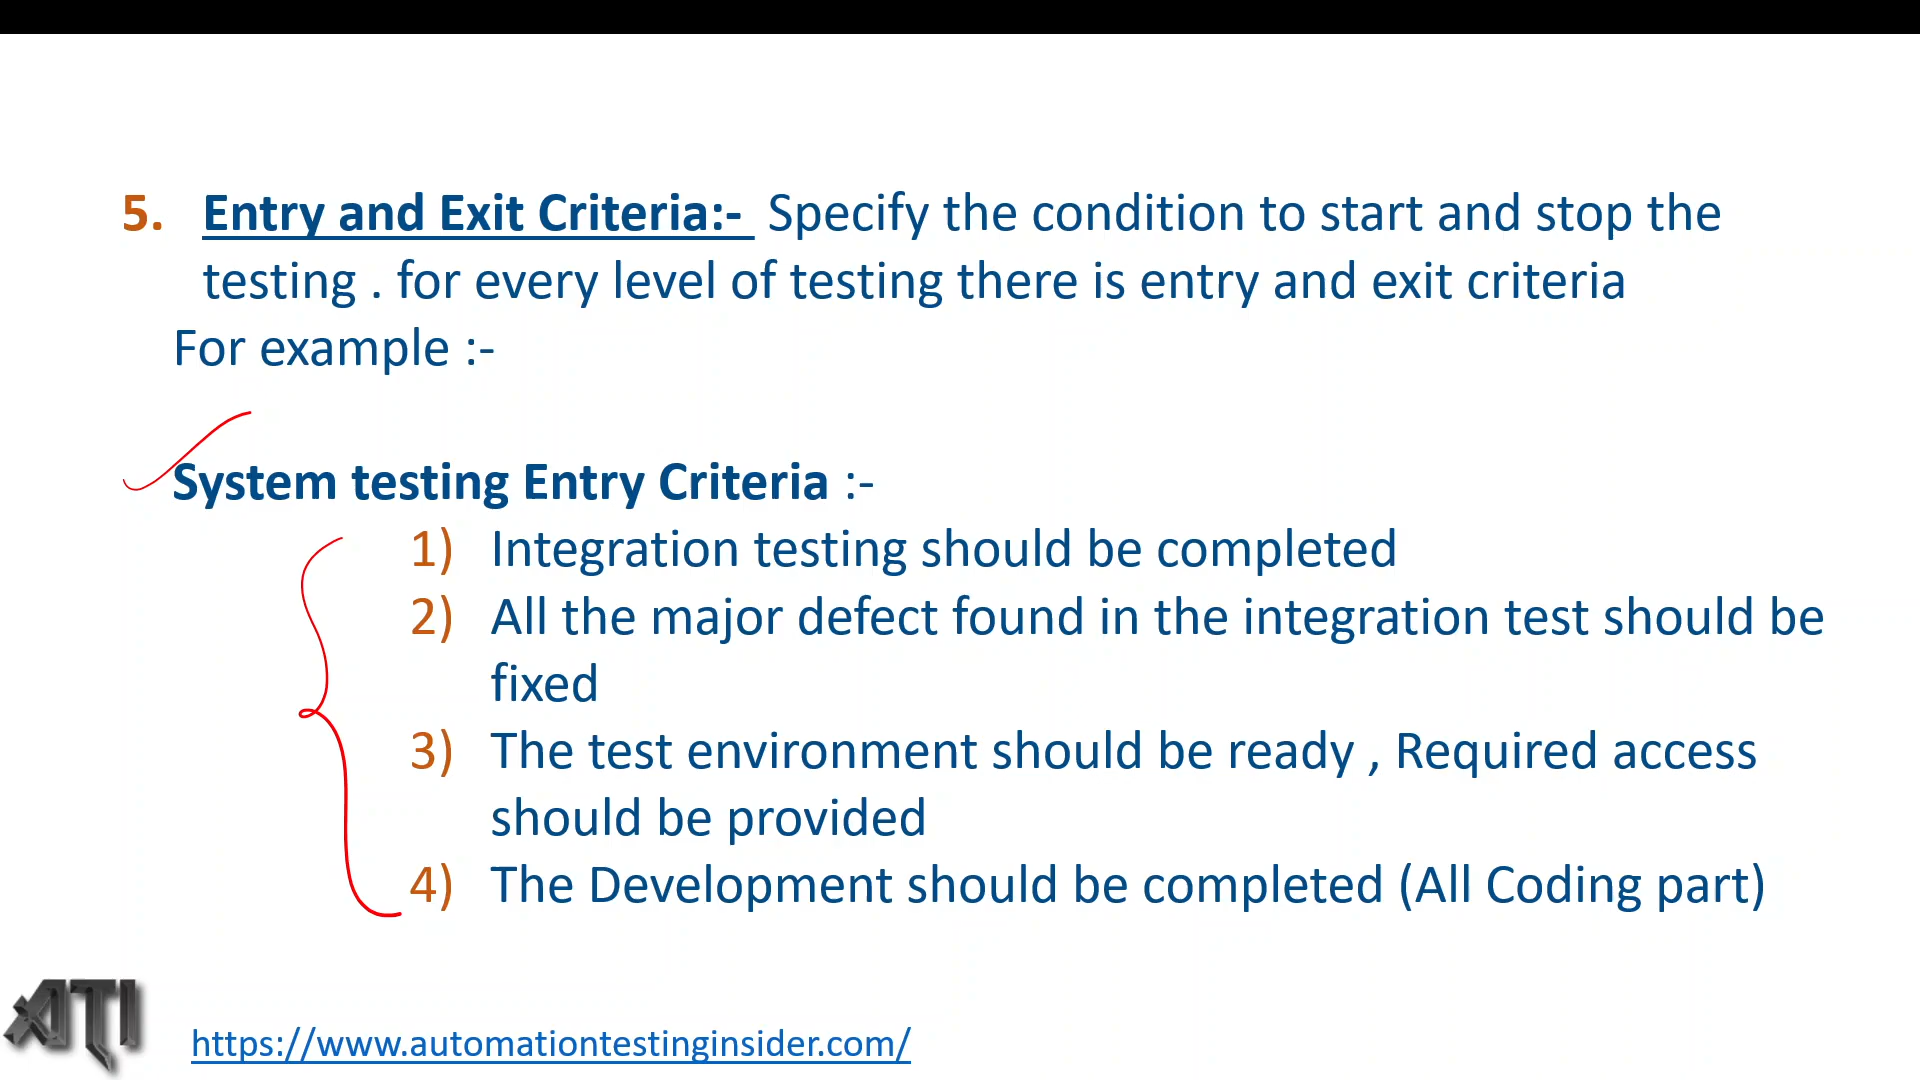 5. Entry and Exit Criteria:- Specify the condition to start and stop the
testing . for every level of testing there is entry and exit criteria
For example :-
System testing Entry Criteria :-
1) Integration testing should be completed
2) All the major defect found in the integration test should be
fixed
3) The test environment should be ready , Required access
should be provided
4) The Development should be completed (All Coding part)
ATI
https://www.automationtestinginsider.com/